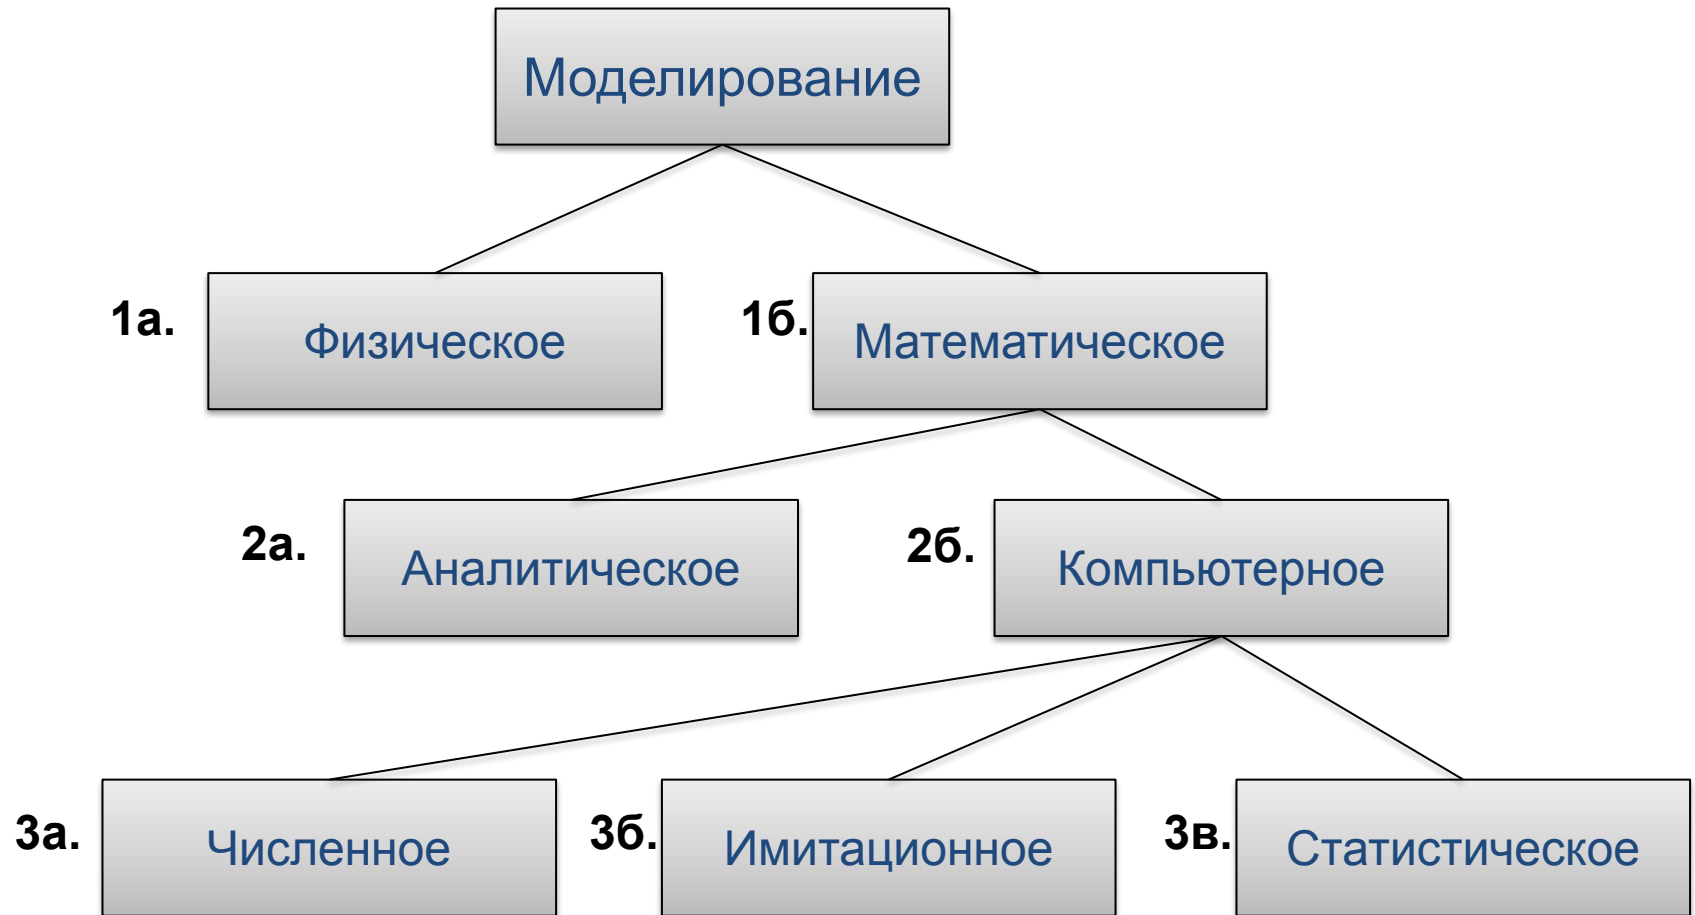 Моделирование
1а.
Физическое
1б.
Математическое
2а.
Аналитическое
2б.
Компьютерное
3а.
Численное
3б.
Имитационное
3в.
Статистическое